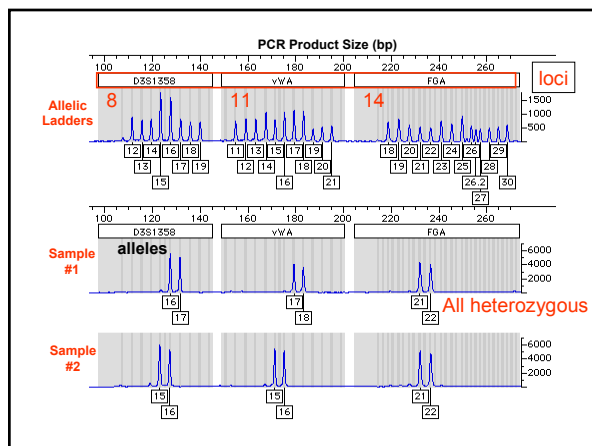 PCR Product Size (bp)
100 120 140 160 180 200 220 240 260
D3S1358 vWA FGA
loci
8 11 14
Allelic
Ladders
1500
1000
500
12 14 16 18 11 13 15 17 19 18 20 22 24 26 29
13 17 19 12 14 18 20 19 21 23 25 28 30
15 16 21 26.2
27
100 120 140 160 180 200 220 240 260
D3S1358 vWA FGA
alleles
Sample
#1
6000
4000
2000
0
16 17 21
17 18 22
All heterozygous
Sample
#2
6000
4000
2000
0
15 15 21
16 16 22